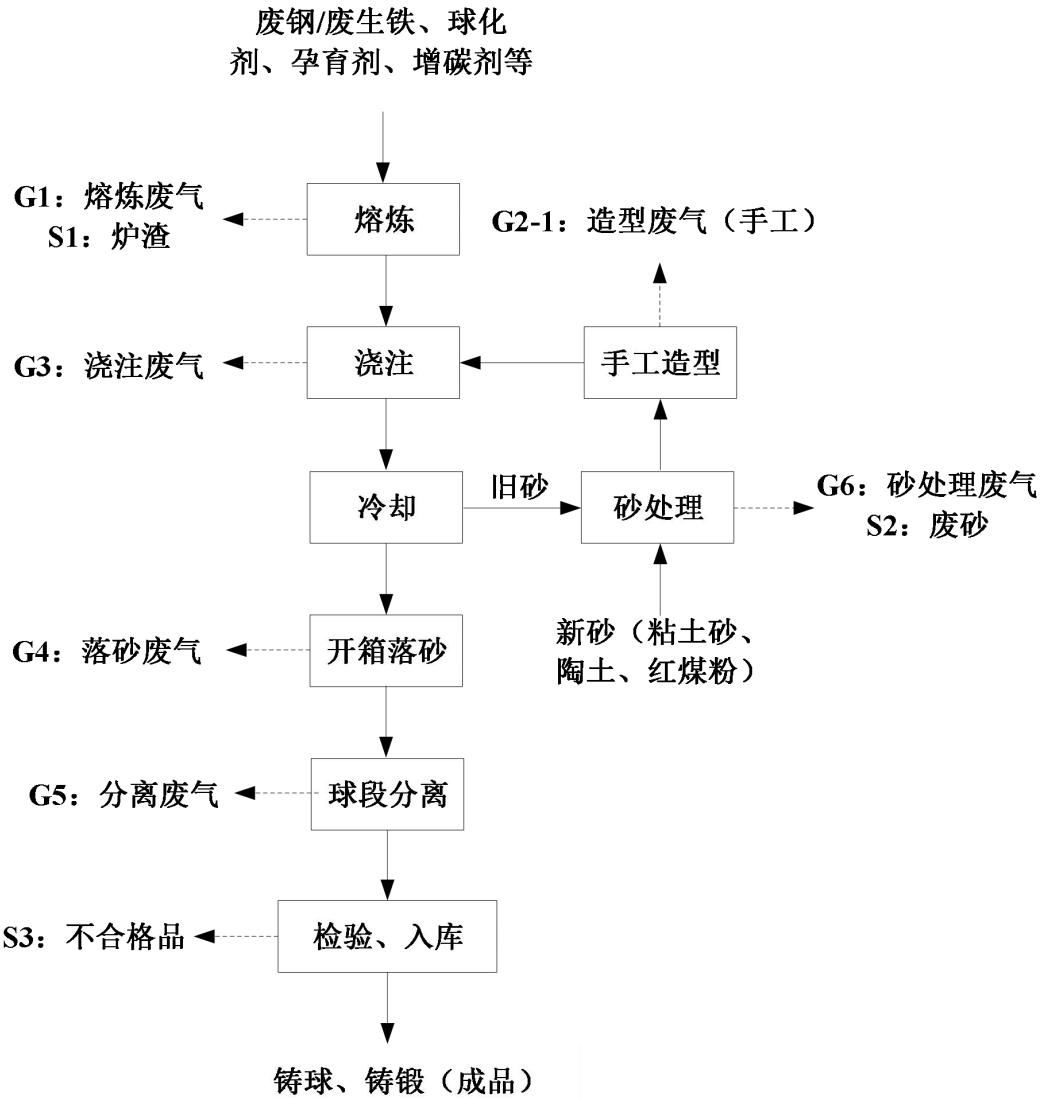 废钢/废生铁、球化
剂、孕育剂、增碳剂等
G1：熔炼废气
S1：炉渣
熔炼
G2-1：造型废气（手工）
G3：浇注废气
浇注
手工造型
冷却
旧砂
砂处理
G6：砂处理废气
S2：废砂
G4：落砂废气
开箱落砂
新砂（粘土砂、
陶土、红煤粉）
G5：分离废气
球段分离
S3：不合格品
检验、入库
铸球、铸锻（成品）